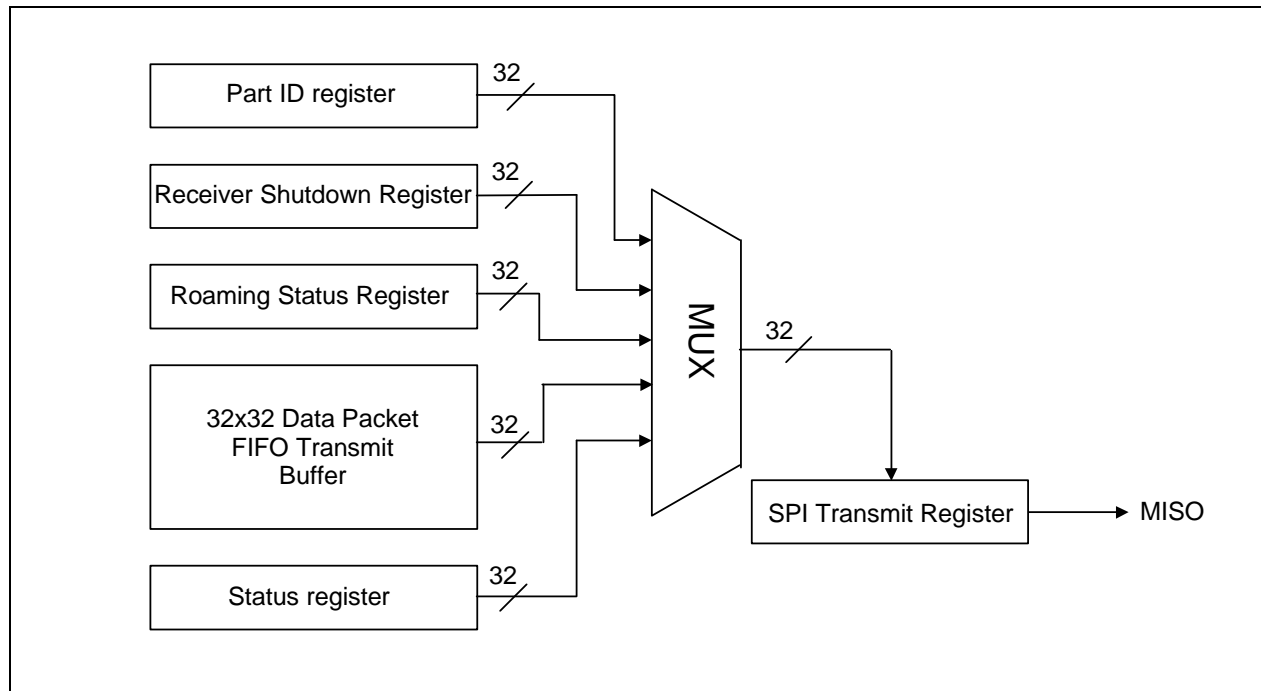 32
Part ID register
32
Receiver Shutdown Register
32
Roaming Status Register
32x32 Data Packet
FIFO Transmit
Buffer
32
32
Status register
MUX
32
SPI Transmit Register
MISO